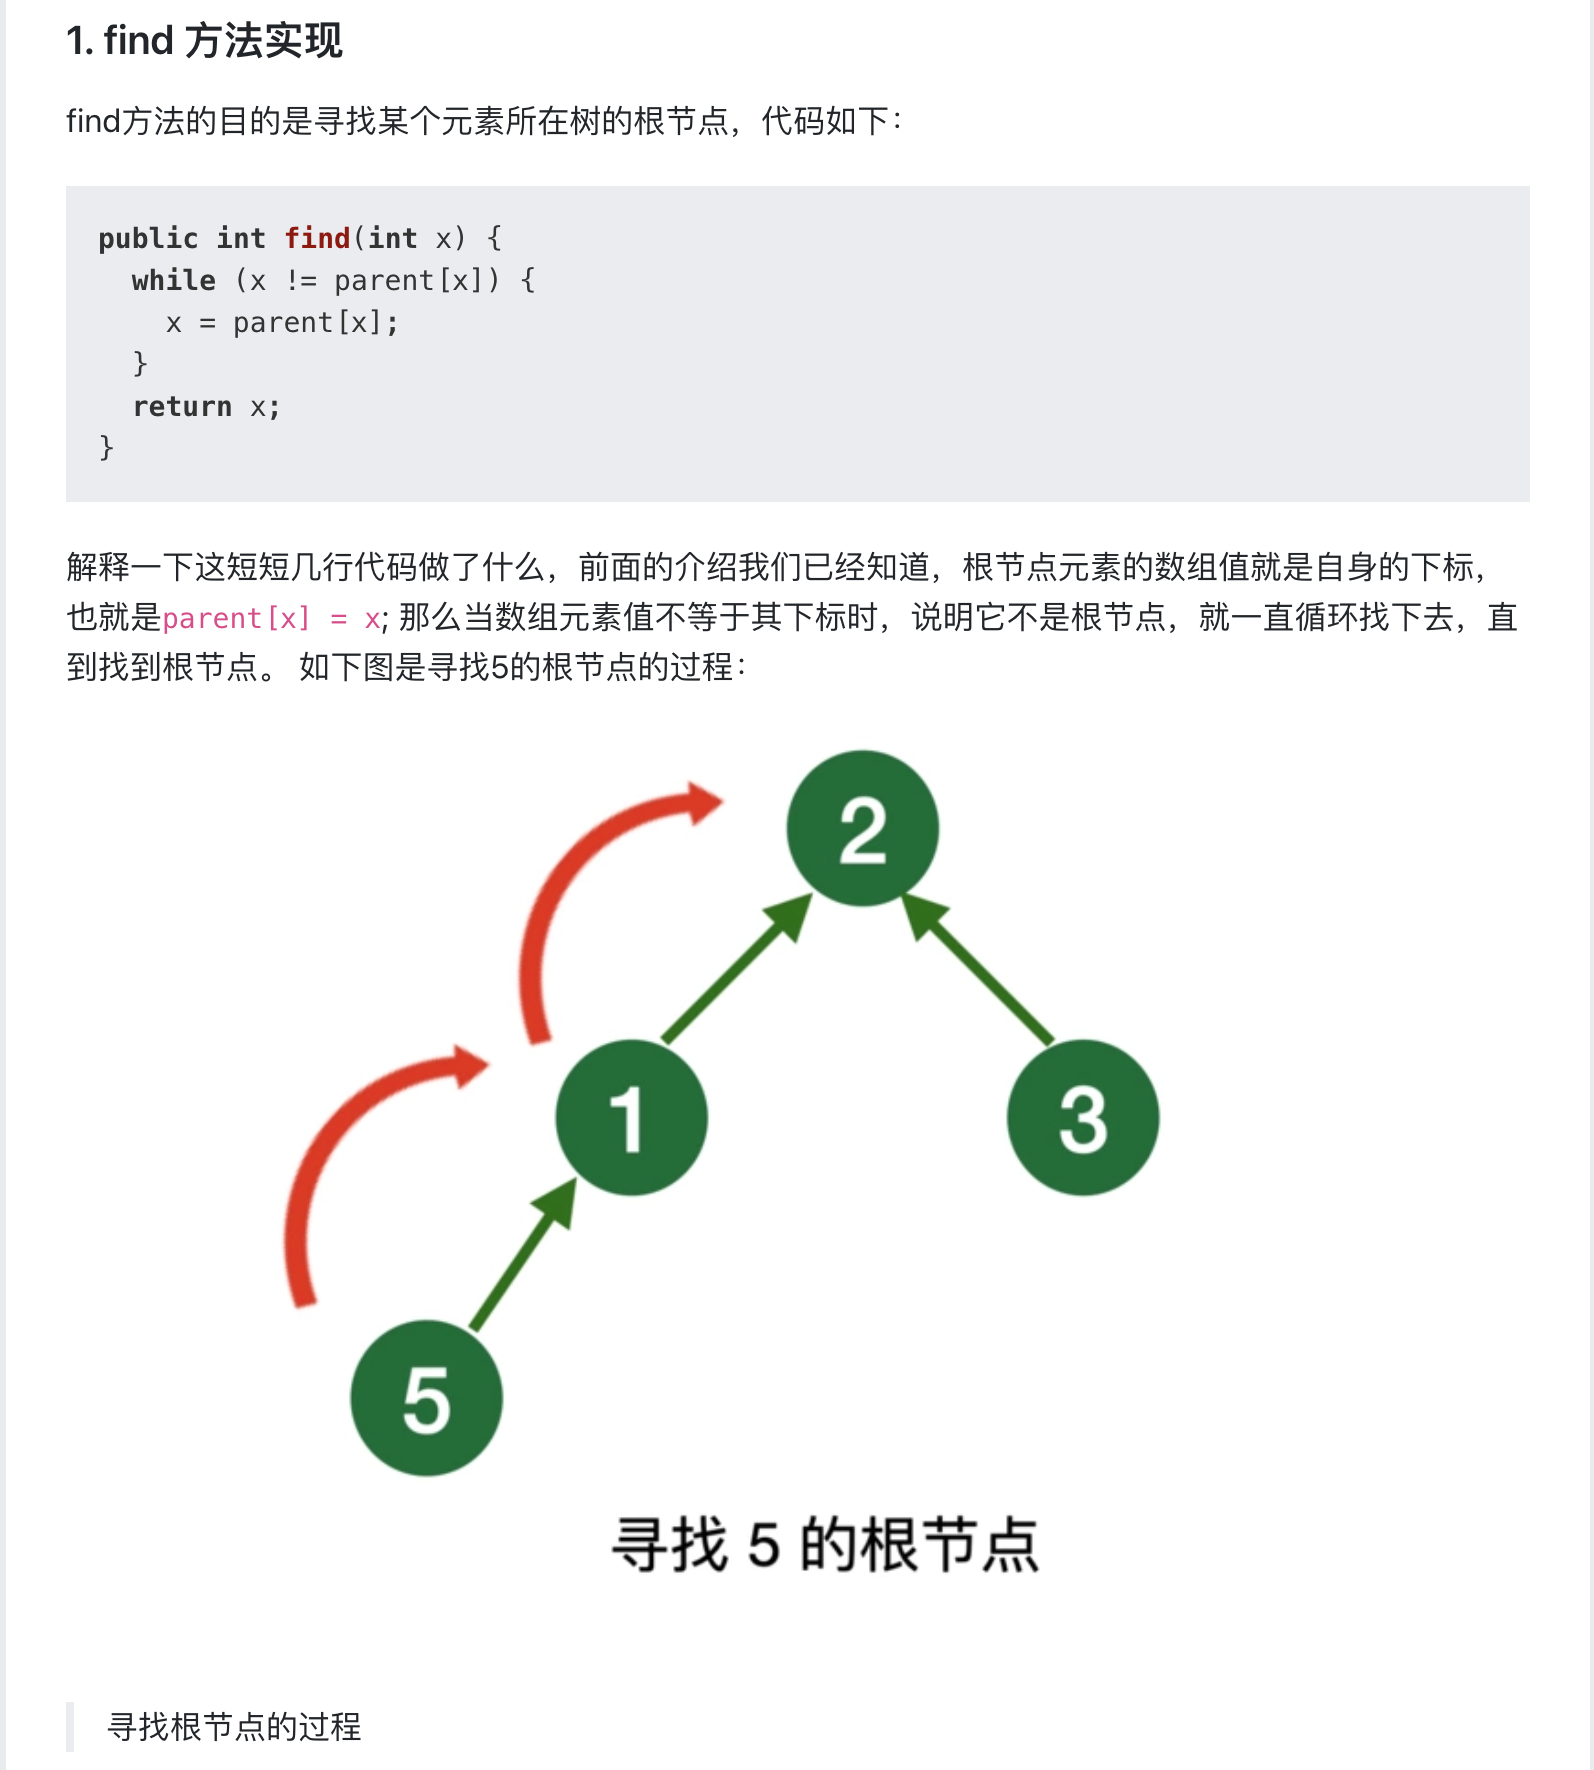 1. find 方法实现
find方法的目的是寻找某个元素所在树的根节点，代码如下：
public int find(int x) {
  while (x != parent[x]) {
    x = parent[x];
  }
  return x;
}
解释一下这短短几行代码做了什么，前面的介绍我们已经知道，根节点元素的数组值就是自身的下标，
也就是parent[x] = x; 那么当数组元素值不等于其下标时，说明它不是根节点，就一直循环找下去，直
到找到根节点。 如下图是寻找5的根节点的过程：
2
1
3
5
寻找 5 的根节点
寻找根节点的过程